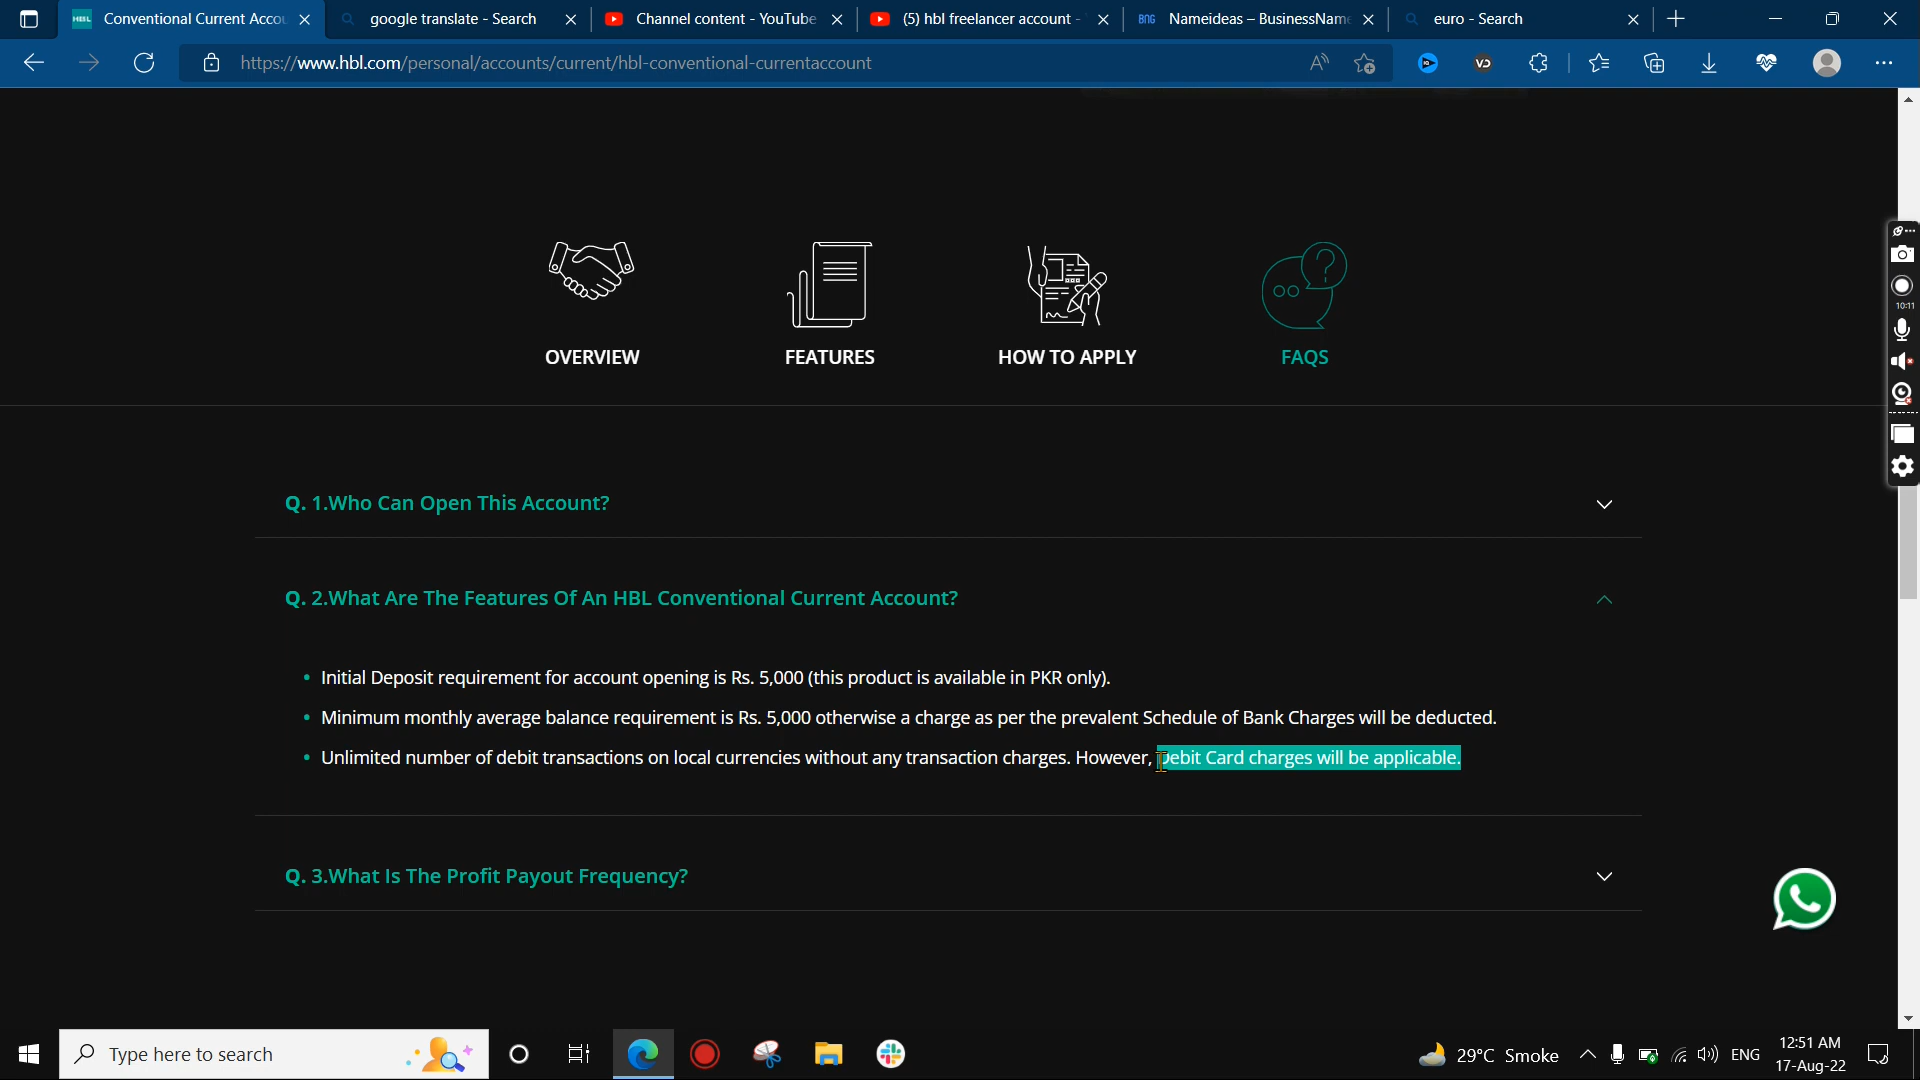 HBL Conventional Current Accou
google translate - Search
Channel content - YouTube
(5) hbl freelancer account -
BNG Nameideas – BusinessName
euro - Search
https://www.hbl.com/personal/accounts/current/hbl-conventional-currentaccount
OVERVIEW
FEATURES
HOW TO APPLY
FAQS
10:11
Q. 1.Who Can Open This Account?
Q. 2.What Are The Features Of An HBL Conventional Current Account?
• Initial Deposit requirement for account opening is Rs. 5,000 (this product is available in PKR only).
• Minimum monthly average balance requirement is Rs. 5,000 otherwise a charge as per the prevalent Schedule of Bank Charges will be deducted.
• Unlimited number of debit transactions on local currencies without any transaction charges. However, Debit Card charges will be applicable.
Q. 3.What Is The Profit Payout Frequency?
Type here to search
29°C Smoke
ENG
12:51 AM
17-Aug-22